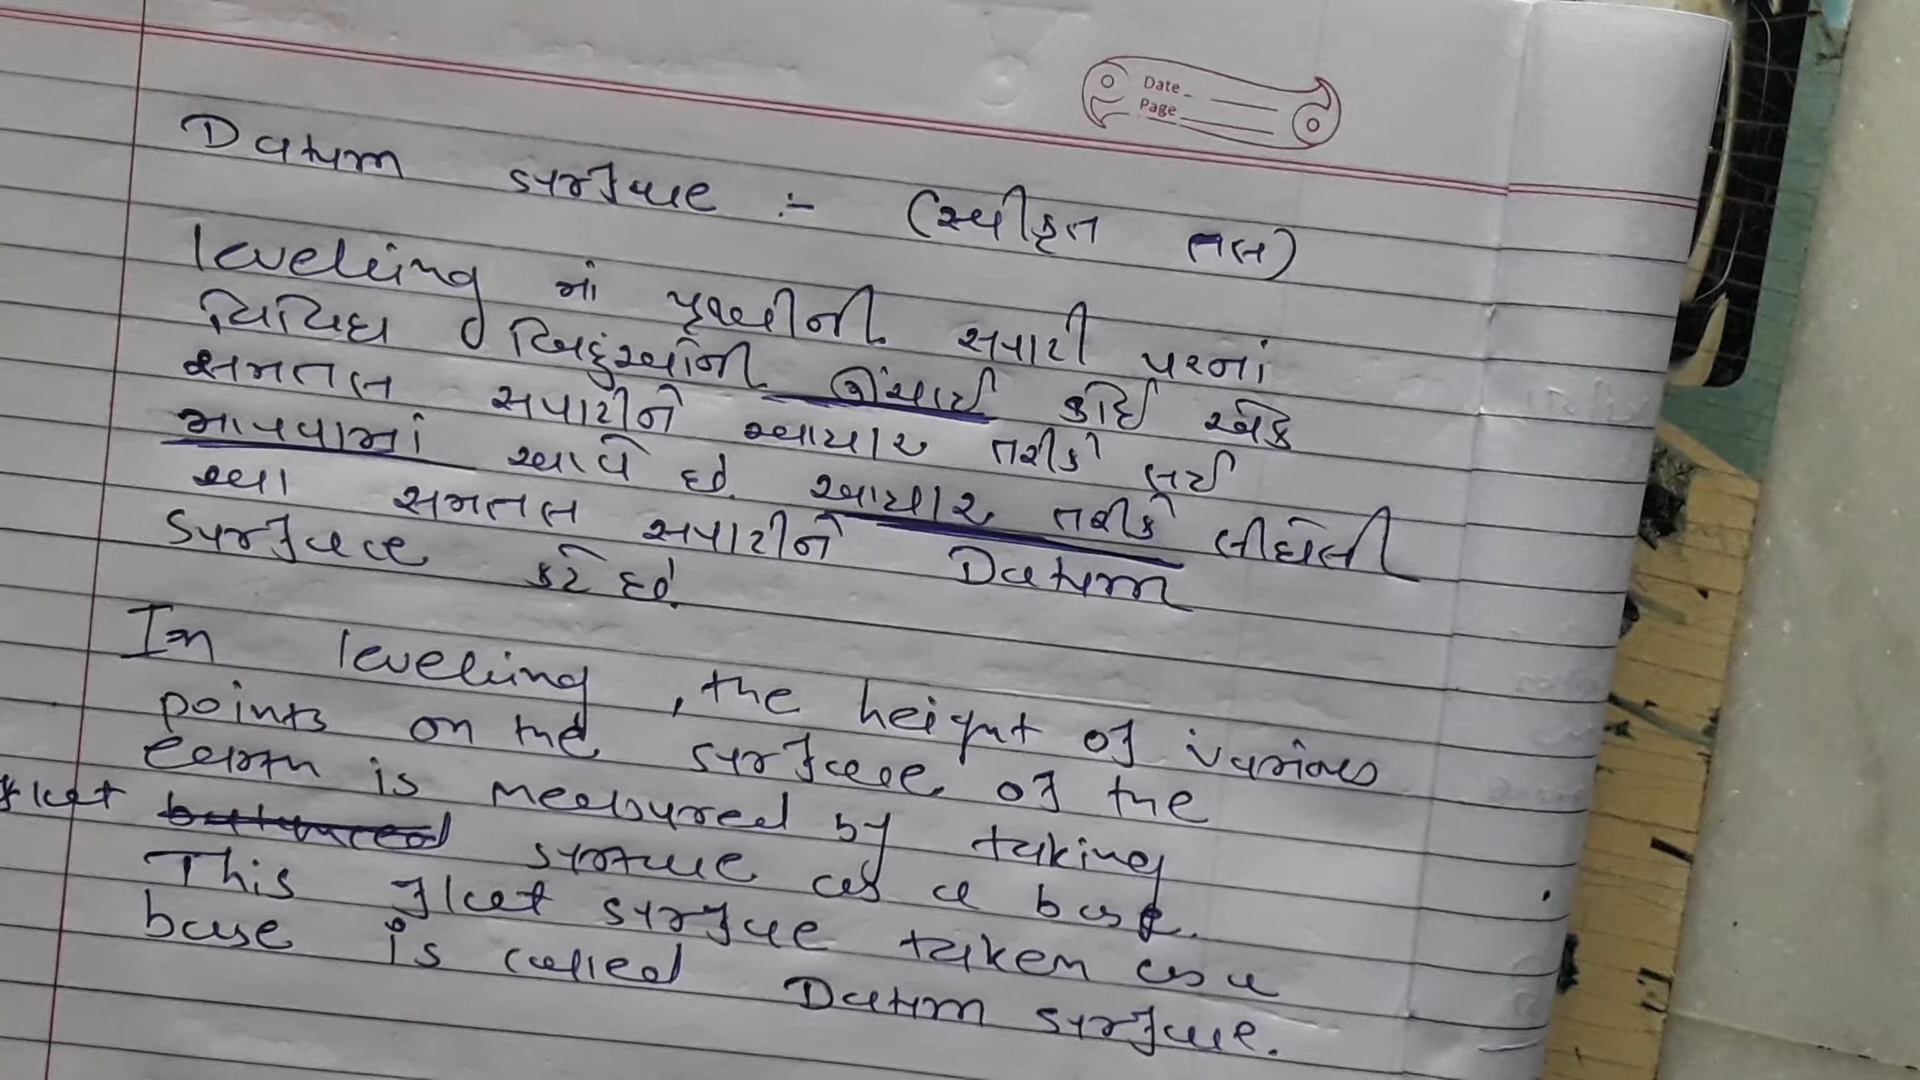 Date
Page
Datum surface :- (સ્વીકૃત તલ)
leveleing માં પૃથ્વીની સપાટી પરનાં
વિવિધ બિંદુઓની ઊંચાઈ કોઈ એક
સમતલ સપાટીને આધાર તરીકે લઈ
માપવામાં આવે છે. આધાર તરીકે લીધેલી
આ સમતલ સપાટીને Datum
surface કહે છે.
In leveling, the height of various
points on the surface of the
earth is measured by taking
flat surface as a base.
This flat surface taken as a
base is called Datum surface.